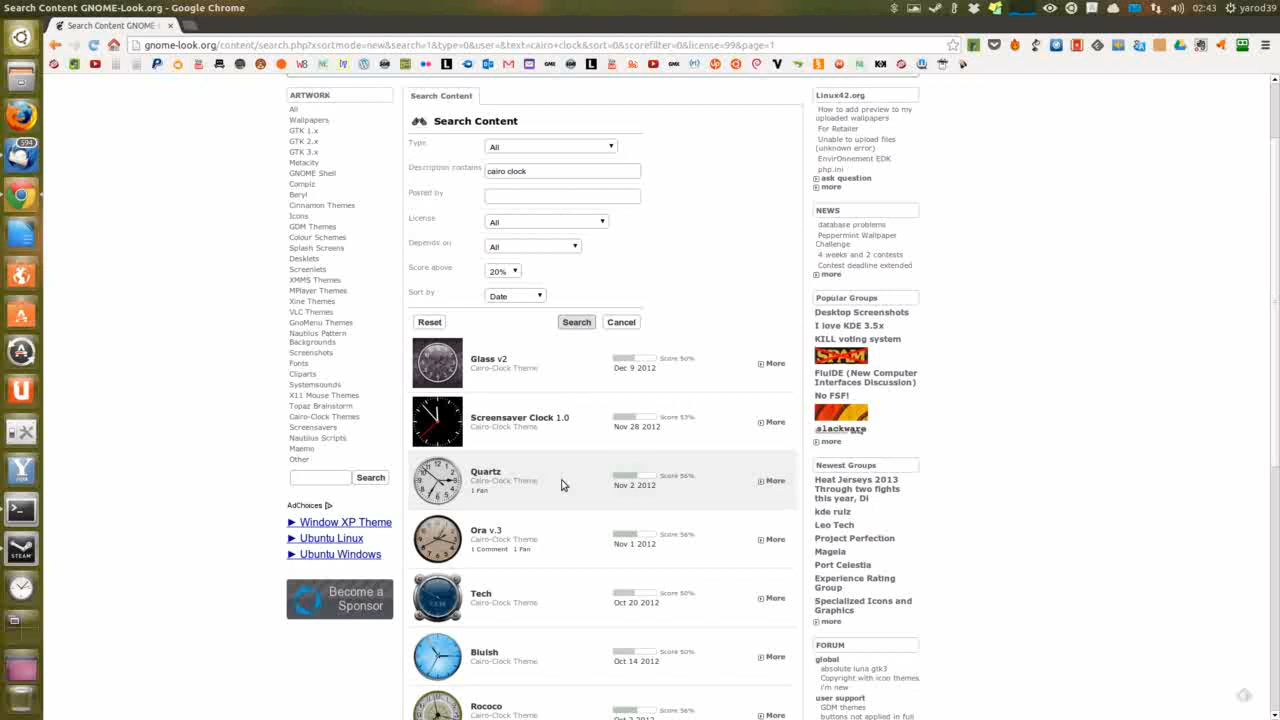 Search Content GNOME-Look.org
Search Content GNOME-
yarod39
gnome-look.org/content/search.php?xsortmode=new&search=1&type=0&user=&text=cairo+clock&sort=0&scorefilter=0&license=99&page=1
594
ARTWORK
All
Wallpapers
GTK 1.x
GTK 2.x
GTK 3.x
Metacity
GNOME Shell
Compiz
Beryl
Cinnamon Themes
Icons
GDM Themes
Colour Schemes
Splash Screens
Desklets
Screenlets
XMMS Themes
MPlayer Themes
Xine Themes
VLC Themes
GnoMenu Themes
Nautilus Pattern
Backgrounds
Screenshots
Fonts
Cliparts
Systemsounds
X11 Mouse Themes
Topaz Brainstorm
Cairo-Clock Themes
Screensavers
Nautilus Scripts
Maemo
Other
Search
AdChoices
► Window XP Theme
► Ubuntu Linux
► Ubuntu Windows
Become a
Sponsor
STEAM
Search Content
Search Content
Type All
Description contains cairo clock
Posted by
License All
Depends on All
Score above 20%
Sort by Date
Reset Search Cancel
Glass v2
Cairo-Clock Theme
Score 50%
Dec 9 2012
More
Screensaver Clock 1.0
Cairo-Clock Theme
Score 53%
Nov 28 2012
More
Quartz
Cairo-Clock Theme
1 Fan
Score 56%
Nov 2 2012
More
Ora v.3
Cairo-Clock Theme
1 Comment 1 Fan
Score 56%
Nov 1 2012
More
Tech
Cairo-Clock Theme
Score 50%
Oct 20 2012
More
Bluish
Cairo-Clock Theme
Score 50%
Oct 14 2012
More
Rococo
Cairo-Clock Theme
Score 56%
Oct 2 2012
More
Linux42.org
How to add preview to my
uploaded wallpapers
For Retailer
Unable to upload files
(unknown error)
EnvirOnnement EDK
php.ini
ask question
more
NEWS
database problems
Peppermint Wallpaper
Challenge
4 weeks and 2 contests
Contest deadline extended
more
Popular Groups
Desktop Screenshots
I love KDE 3.5x
KILL voting system
SPAM
FluIDE (New Computer
Interfaces Discussion)
No FSF!
slackware
more
Newest Groups
Heat Jerseys 2013
Through two fights
this year, Di
kde rulz
Leo Tech
Project Perfection
Mageia
Port Celestia
Experience Rating
Group
Specialized Icons and
Graphics
more
FORUM
global
absolute luna gtk3
Copyright with icon themes.
i'm new
user support
GDM themes
buttons not applied in full